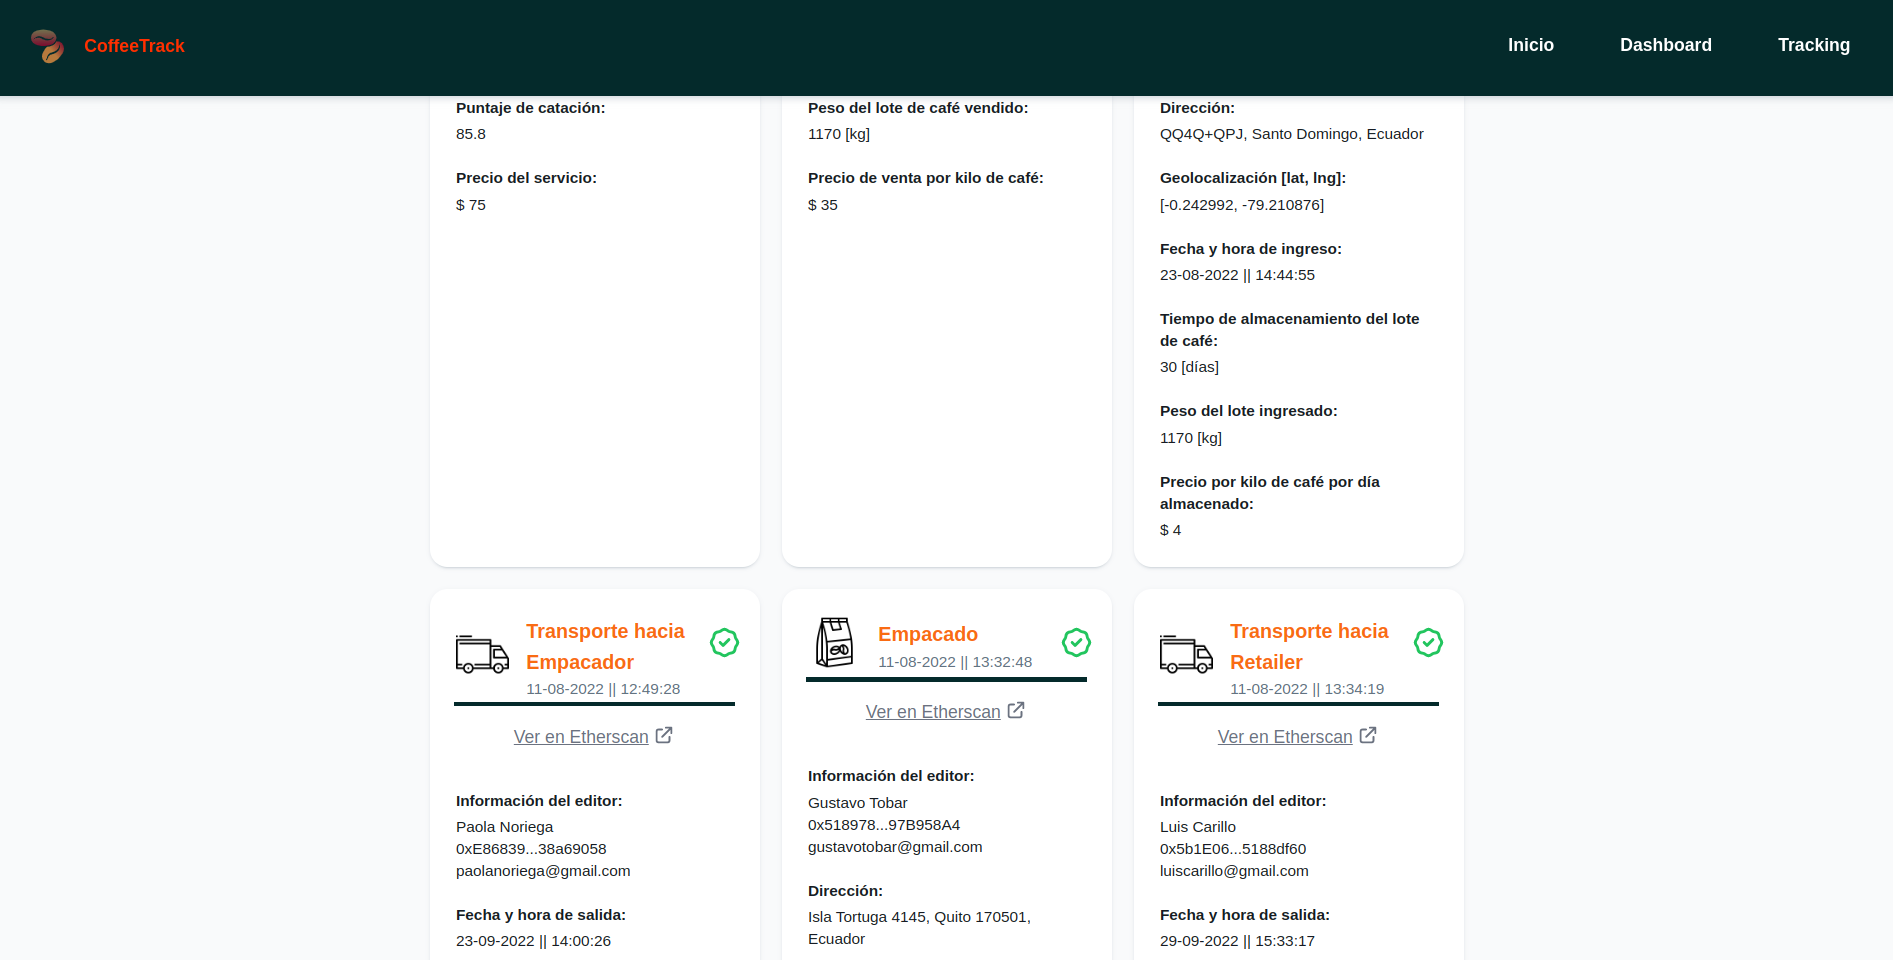 CoffeeTrack
Inicio
Dashboard
Tracking
Puntaje de catación:
85.8
Precio del servicio:
$ 75
Peso del lote de café vendido:
1170 [kg]
Precio de venta por kilo de café:
$ 35
Dirección:
QQ4Q+QPJ, Santo Domingo, Ecuador
Geolocalización [lat, lng]:
[-0.242992, -79.210876]
Fecha y hora de ingreso:
23-08-2022 || 14:44:55
Tiempo de almacenamiento del lote
de café:
30 [días]
Peso del lote ingresado:
1170 [kg]
Precio por kilo de café por día
almacenado:
$ 4
Transporte hacia
Empacador
11-08-2022 || 12:49:28
Ver en Etherscan
Información del editor:
Paola Noriega
0xE86839...38a69058
paolanoriega@gmail.com
Fecha y hora de salida:
23-09-2022 || 14:00:26
Empacado
11-08-2022 || 13:32:48
Ver en Etherscan
Información del editor:
Gustavo Tobar
0x518978...97B958A4
gustavotobar@gmail.com
Dirección:
Isla Tortuga 4145, Quito 170501,
Ecuador
Transporte hacia
Retailer
11-08-2022 || 13:34:19
Ver en Etherscan
Información del editor:
Luis Carillo
0x5b1E06...5188df60
luiscarillo@gmail.com
Fecha y hora de salida:
29-09-2022 || 15:33:17